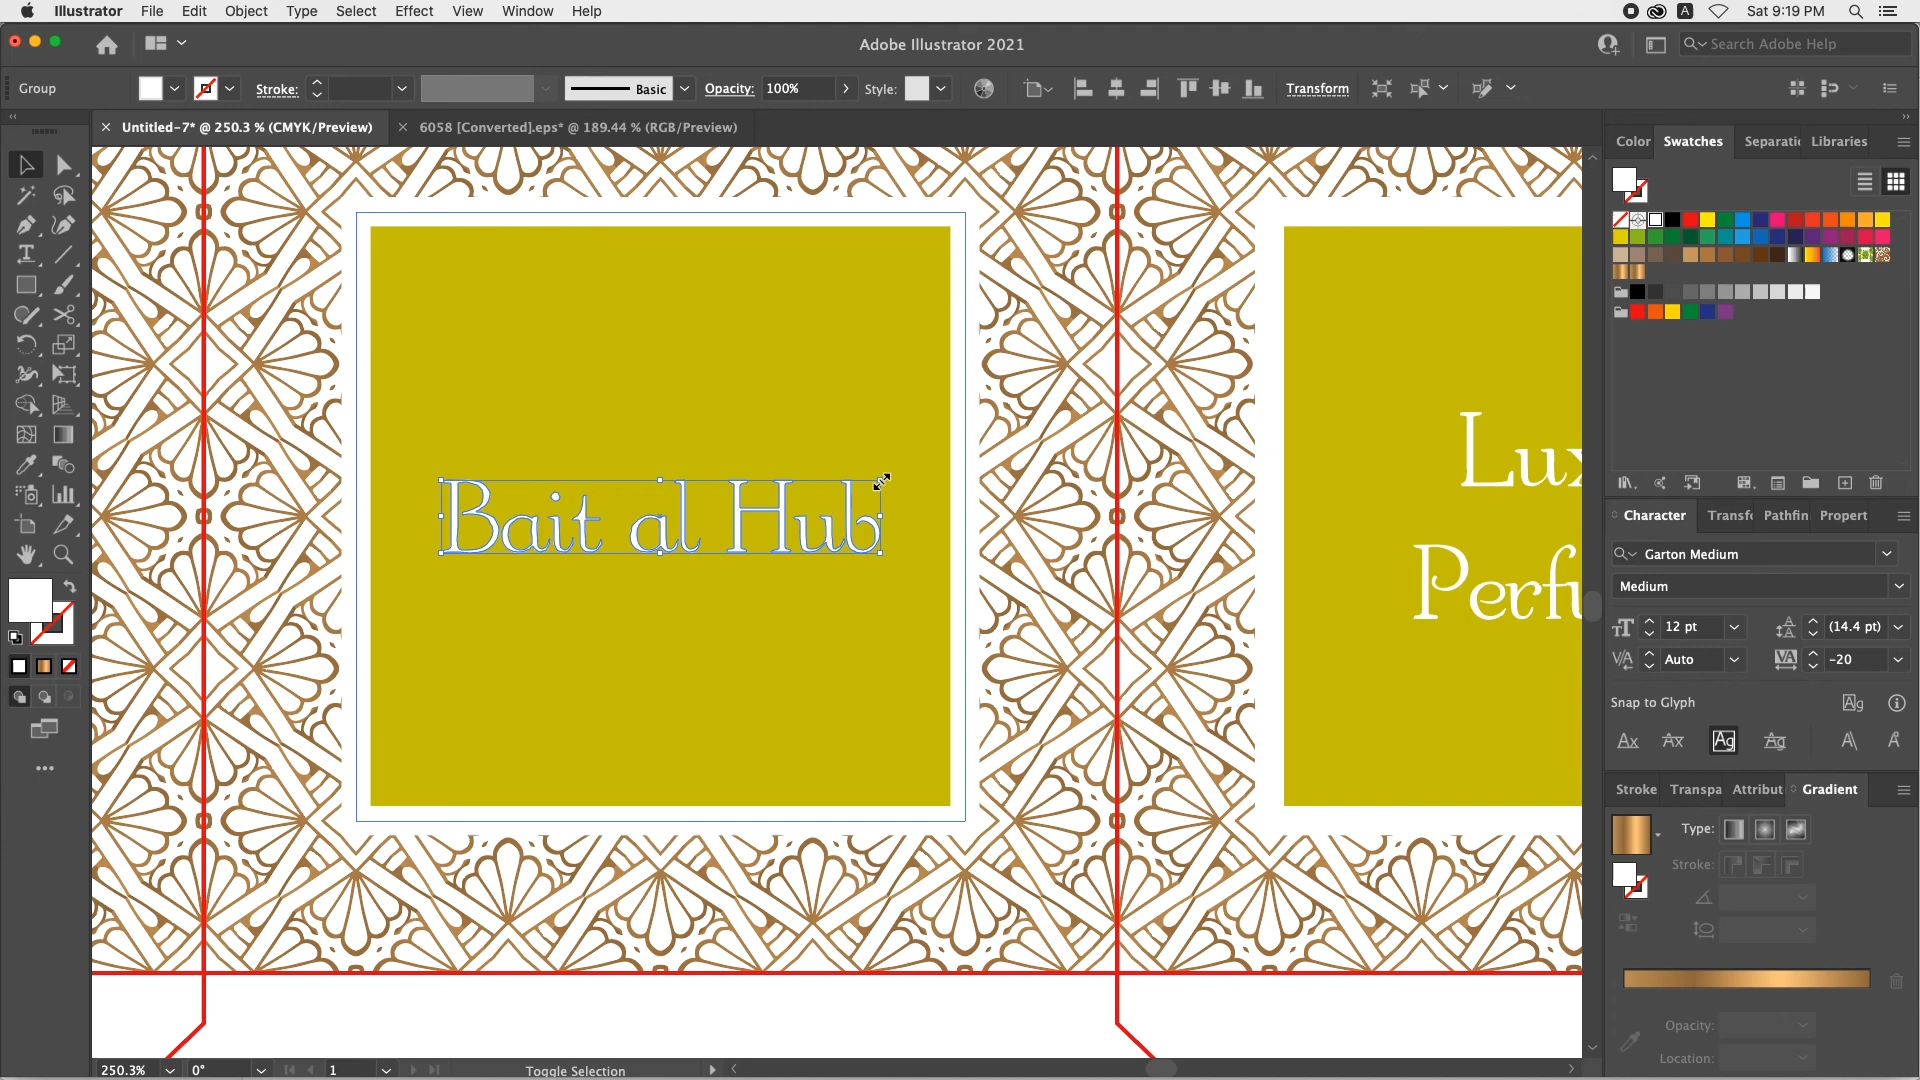 Illustrator File Edit Object Type Select Effect View Window Help
A Sat 9:19 PM
Adobe Illustrator 2021
Search Adobe Help
Group Stroke: Basic Opacity: 100% Style: Transform
Untitled-7* @ 250.3 % (CMYK/Preview) 6058 [Converted].eps* @ 189.44 % (RGB/Preview)
Color Swatches Separatic Libraries
Bait al Hub
Lux
Perfu
Character Transfo Pathfin Propert
Garton Medium
Medium
12 pt (14.4 pt)
Auto -20
Snap to Glyph
Stroke Transpa Attribut Gradient
Type:
Stroke:
Opacity:
Location:
250.3% 0° 1 Toggle Selection